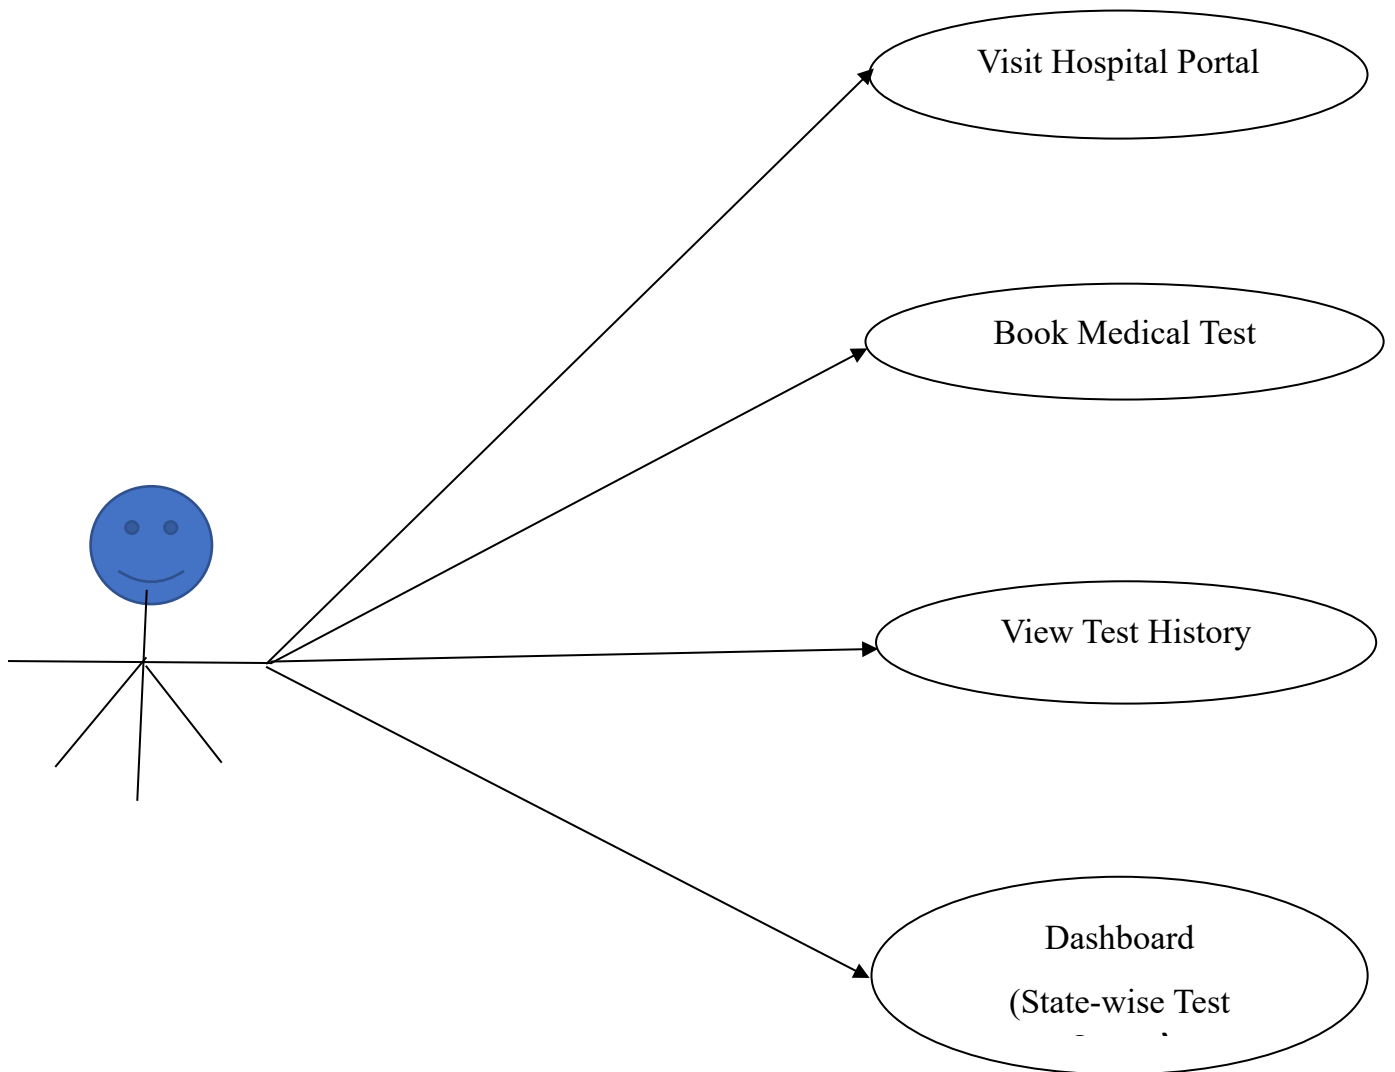 Visit Hospital Portal
Book Medical Test
View Test History
Dashboard
(State-wise Test